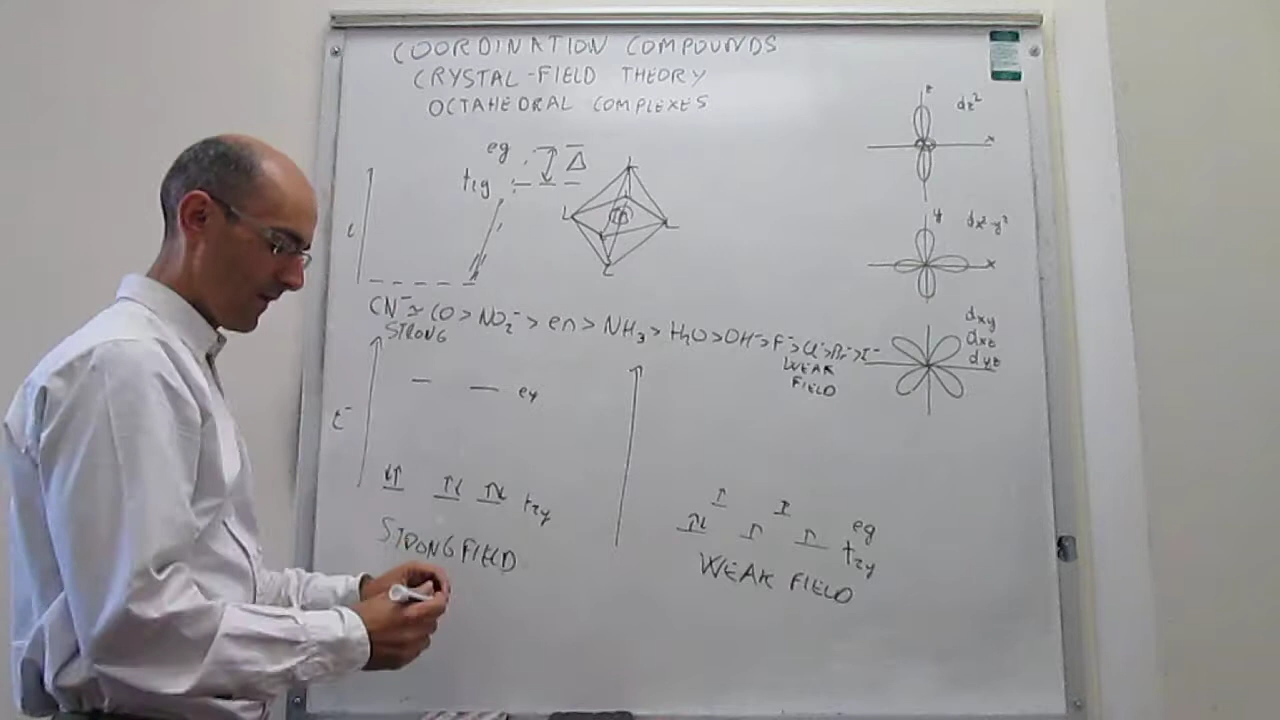 COORDINATION COMPOUNDS
CRYSTAL-FIELD THEORY
OCTAHEDRAL COMPLEXES
eg Δ
t2g
L
L
L
L
z
dz²
x
y
dx²-y²
x
dxy
dxz
dyz
CN⁻ ≃ CO > NO₂⁻ > en > NH₃ > H₂O > OH⁻ > F⁻ > Cl⁻ > Br⁻ > I⁻
STRONG
WEAK
FIELD
eg
t2g
STRONG FIELD
eg
t2g
WEAK FIELD